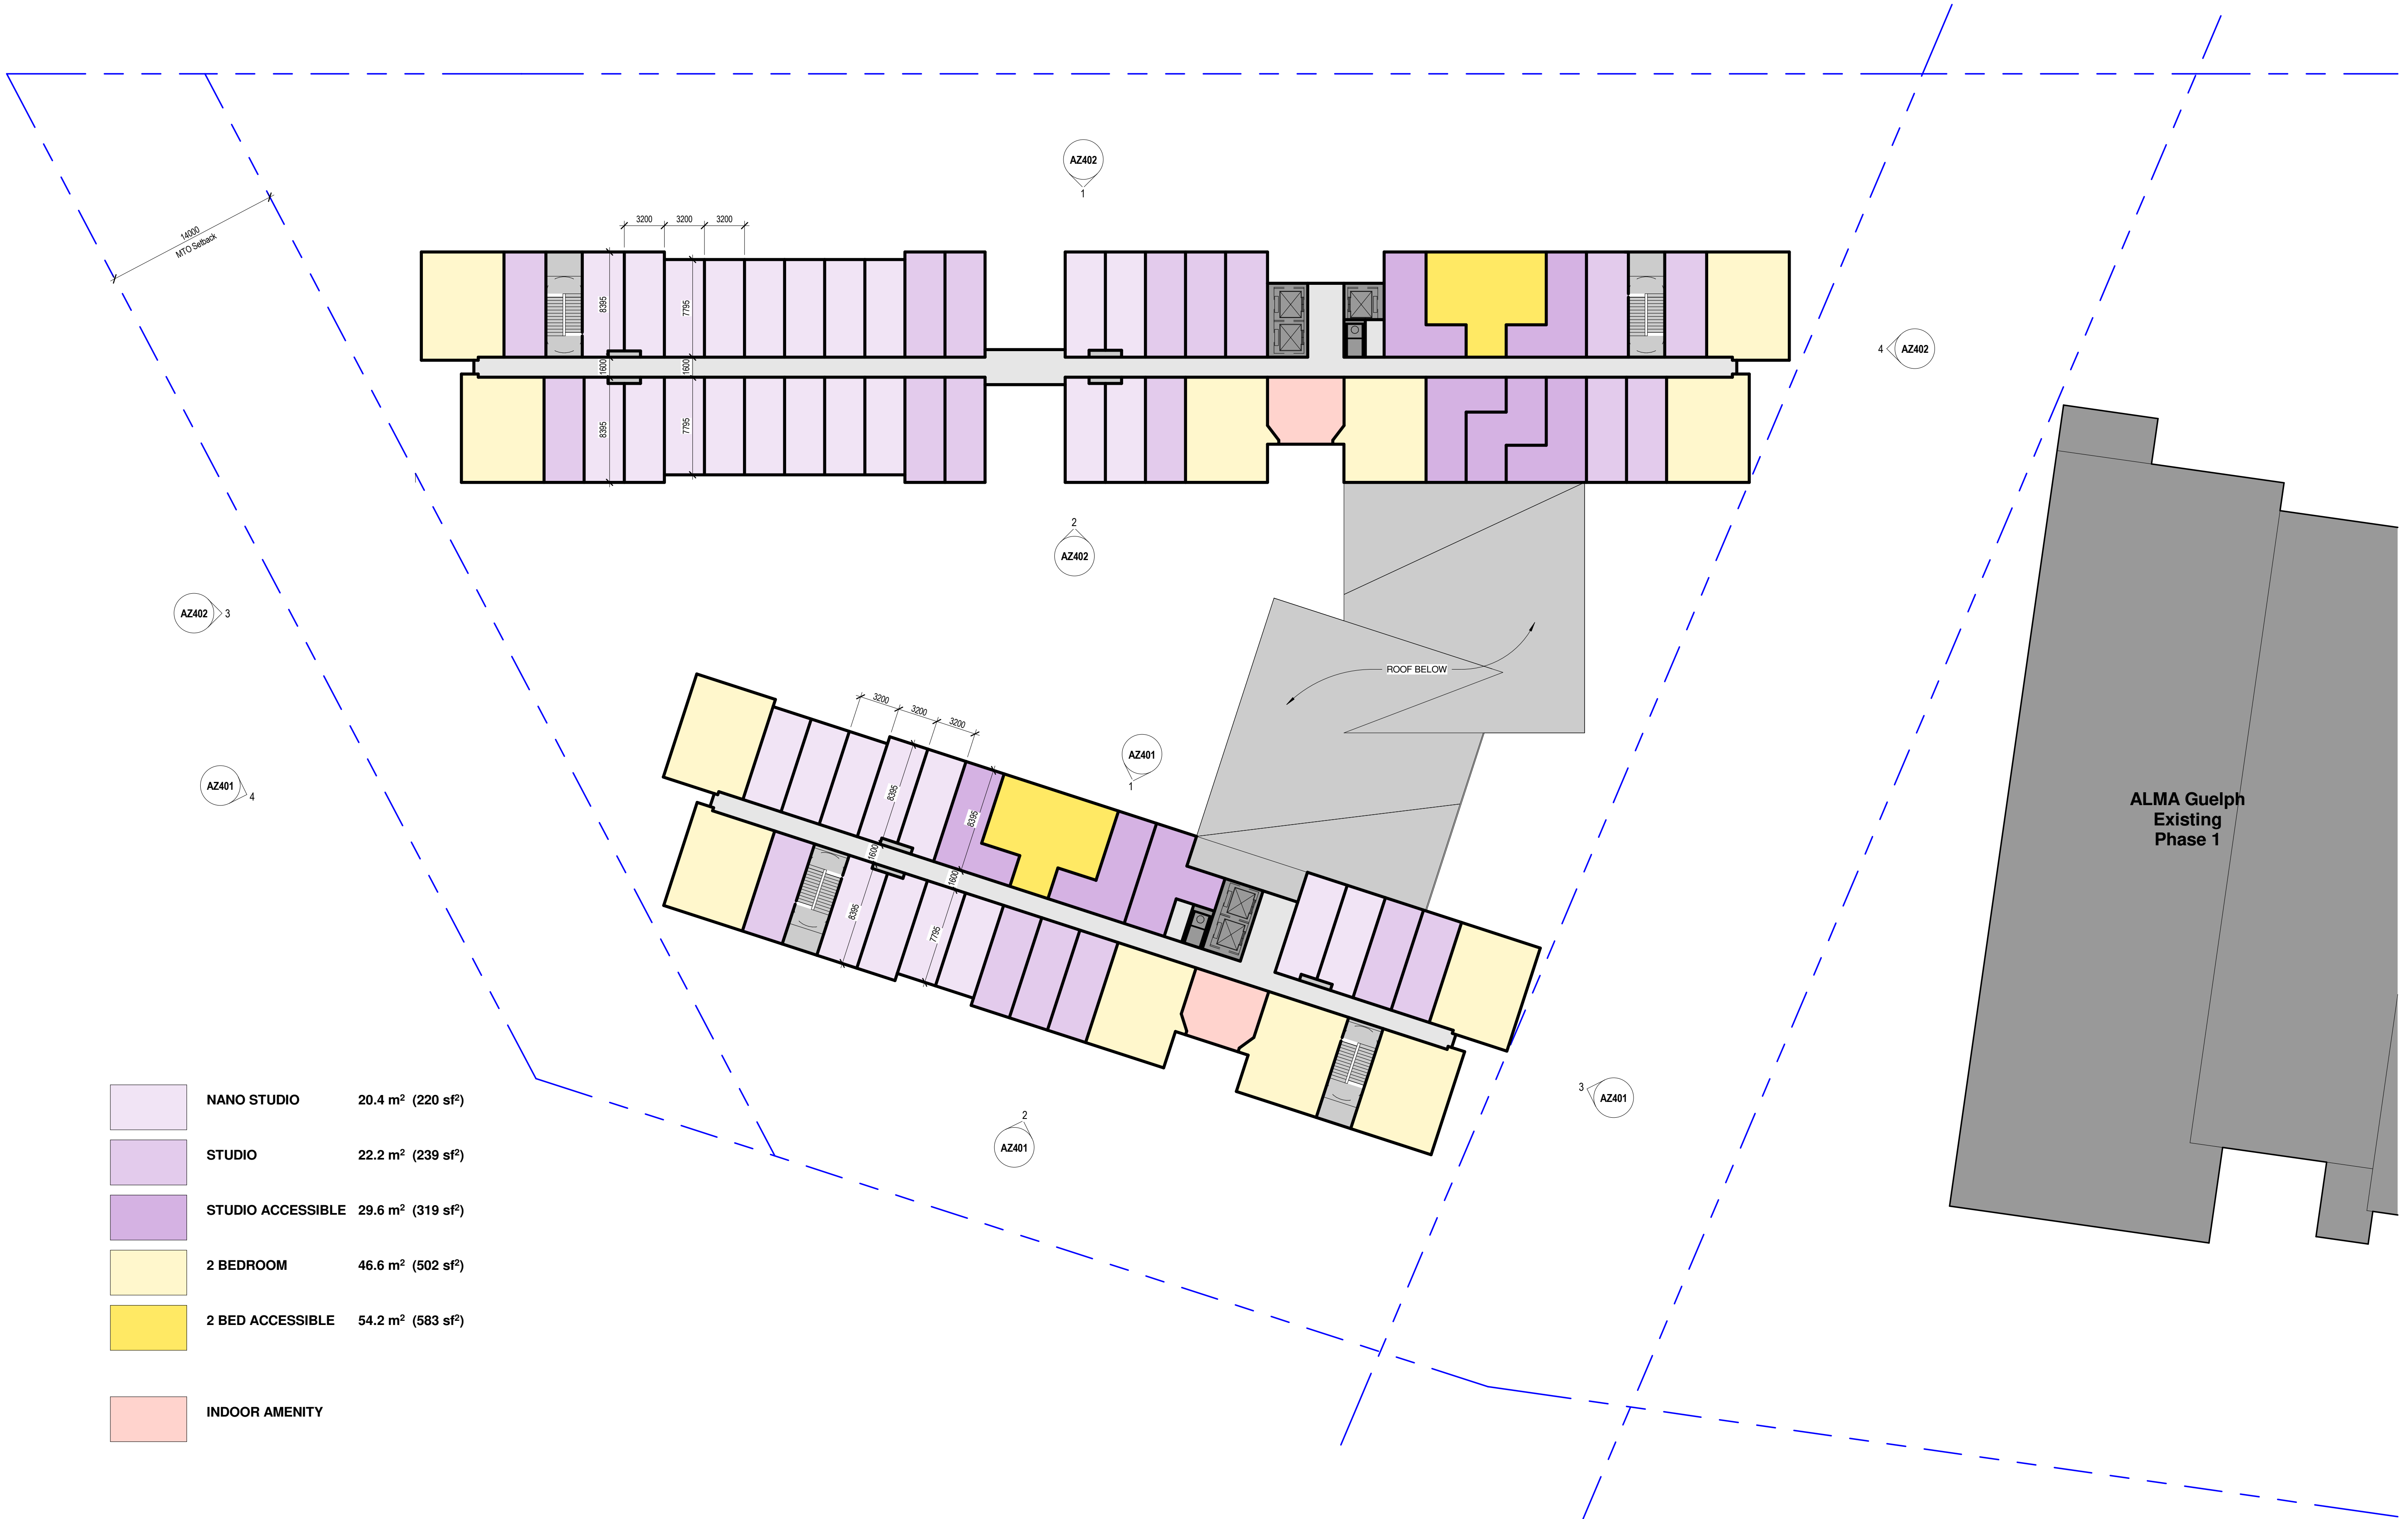 AZ402
1
14000
MTO Setback
3200 3200 3200
8395
7795
1600
1600
8395
7795
4 AZ402
2
AZ402
AZ402 3
ROOF BELOW
3200
3200
3200
AZ401
1
AZ401
4
8395
8395
1600
1600
8395
7795
ALMA Guelph
Existing
Phase 1
3 AZ401
2
AZ401
NANO STUDIO 20.4 m² (220 sf²)
STUDIO 22.2 m² (239 sf²)
STUDIO ACCESSIBLE 29.6 m² (319 sf²)
2 BEDROOM 46.6 m² (502 sf²)
2 BED ACCESSIBLE 54.2 m² (583 sf²)
INDOOR AMENITY